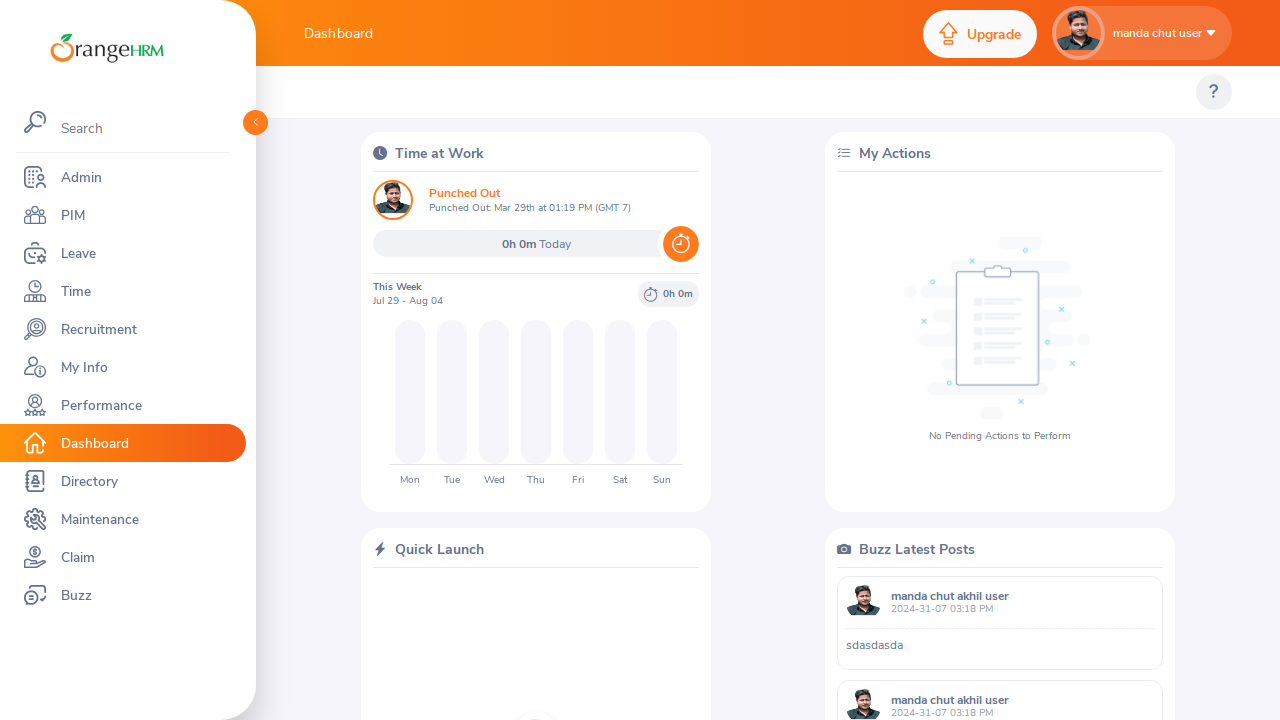 OrangeHRM
Search
Admin
PIM
Leave
Time
Recruitment
My Info
Performance
Dashboard
Directory
Maintenance
Claim
Buzz
Dashboard
Upgrade
manda chut user
?
Time at Work
Punched Out
Punched Out: Mar 29th at 01:19 PM (GMT 7)
0h 0m Today
This Week
Jul 29 - Aug 04
0h 0m
Mon Tue Wed Thu Fri Sat Sun
My Actions
No Pending Actions to Perform
Quick Launch
Buzz Latest Posts
manda chut akhil user
2024-31-07 03:18 PM
sdasdasda
manda chut akhil user
2024-31-07 03:18 PM